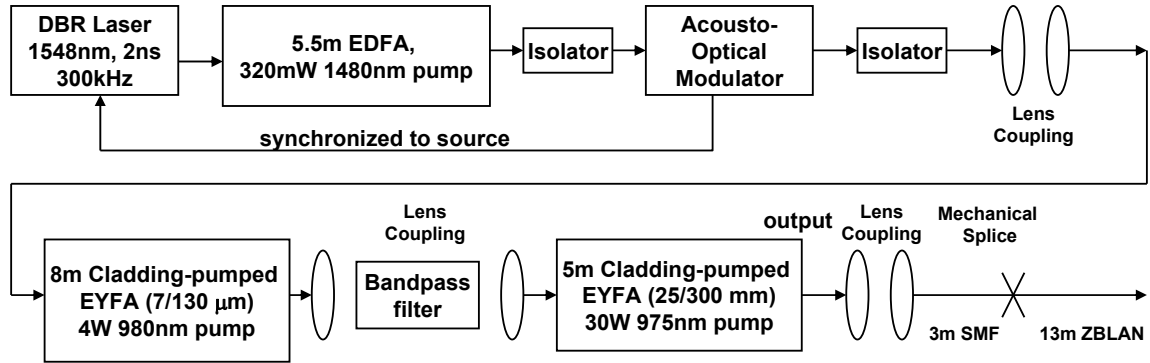 DBR Laser
1548nm, 2ns
300kHz
5.5m EDFA,
320mW 1480nm pump
Isolator
Acousto-
Optical
Modulator
Isolator
Lens
Coupling
synchronized to source
8m Cladding-pumped
EYFA (7/130 μm)
4W 980nm pump
Lens
Coupling
Bandpass
filter
5m Cladding-pumped
EYFA (25/300 mm)
30W 975nm pump
output
Lens
Coupling
Mechanical
Splice
3m SMF
13m ZBLAN